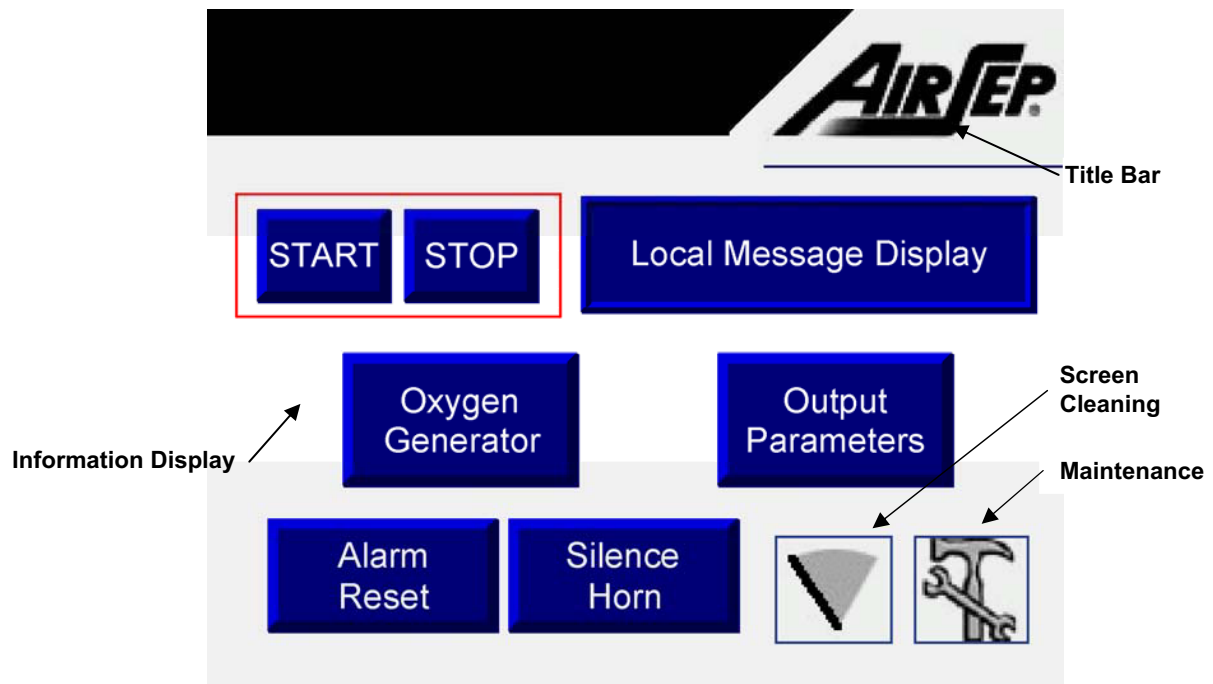 AIRSEP®
Title Bar
START
STOP
Local Message Display
Oxygen
Generator
Output
Parameters
Screen
Cleaning
Information Display
Maintenance
Alarm
Reset
Silence
Horn